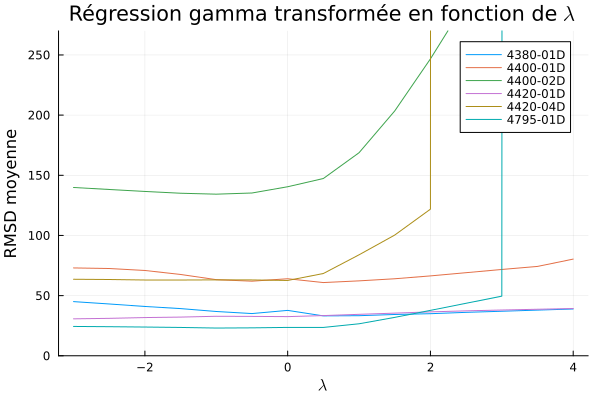 Régression gamma transformée en fonction de λ
RMSD moyenne
250
200
150
100
50
0
4380-01D
4400-01D
4400-02D
4420-01D
4420-04D
4795-01D
−2
0
2
4
λ